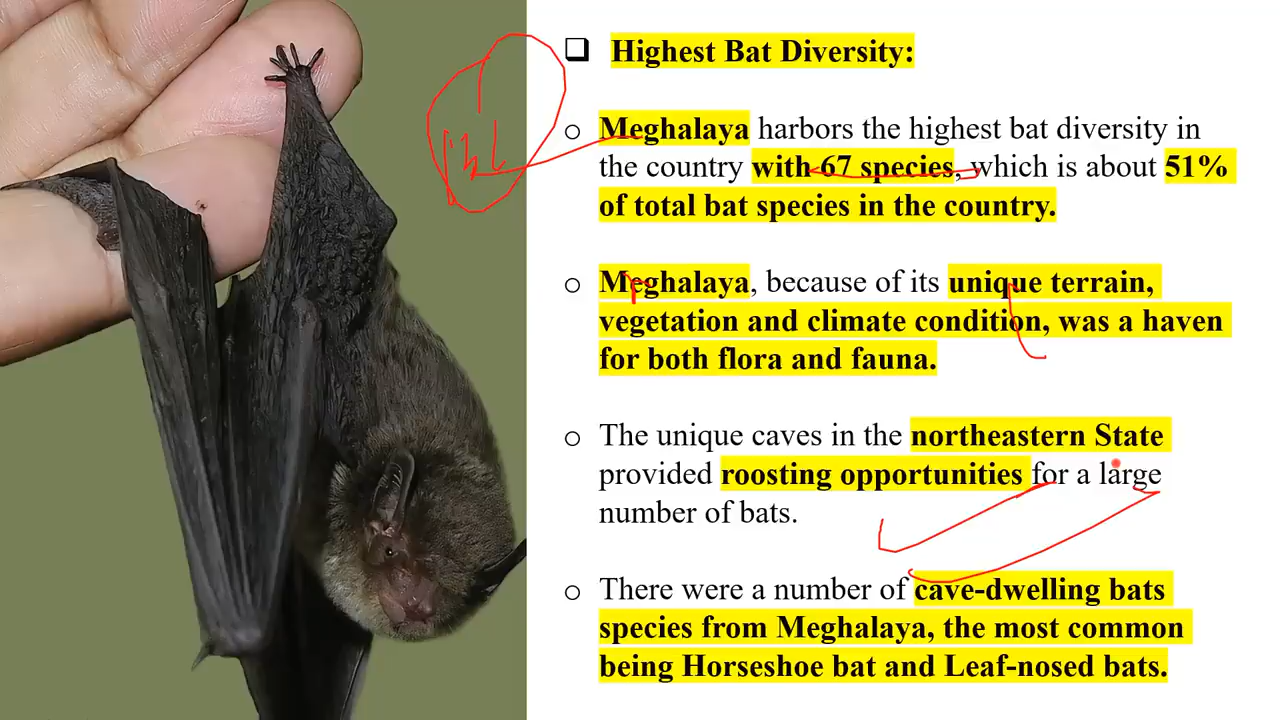 Highest Bat Diversity:
Meghalaya harbors the highest bat diversity in
the country with 67 species, which is about 51%
of total bat species in the country.
Meghalaya, because of its unique terrain,
vegetation and climate condition, was a haven
for both flora and fauna.
The unique caves in the northeastern State
provided roosting opportunities for a large
number of bats.
There were a number of cave-dwelling bats
species from Meghalaya, the most common
being Horseshoe bat and Leaf-nosed bats.